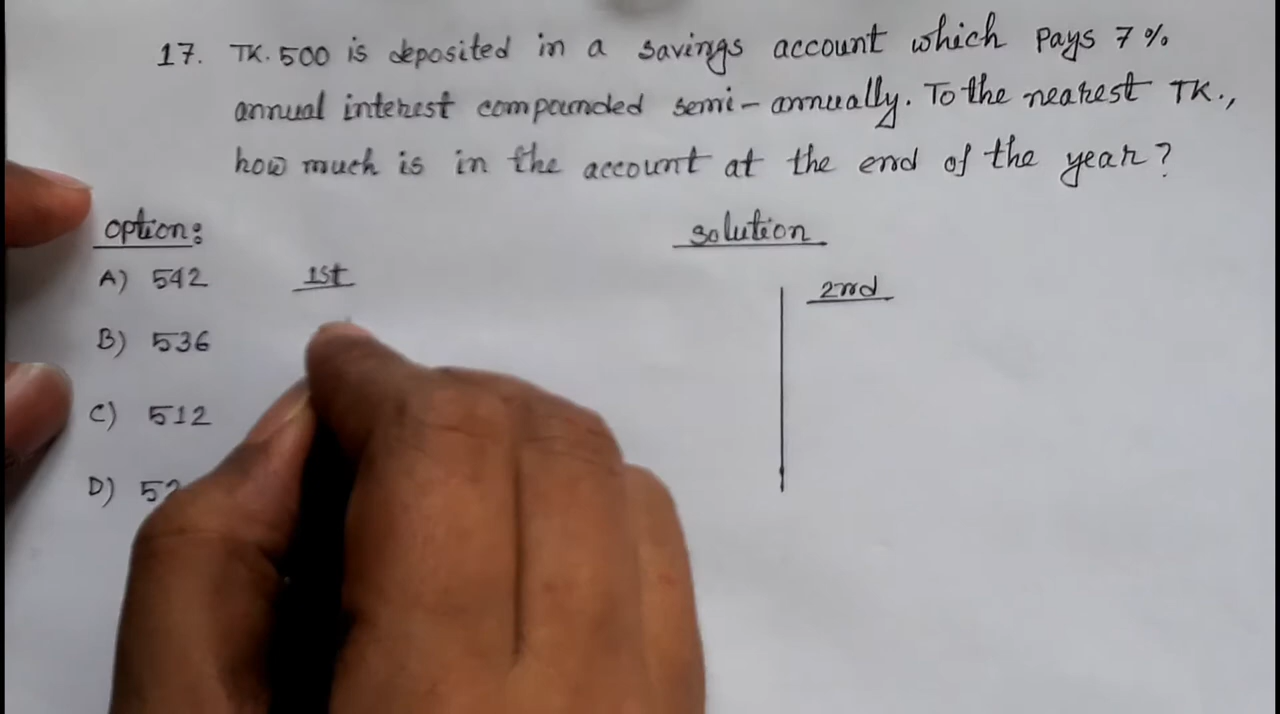 17. TK. 500 is deposited in a savings account which pays 7%
annual interest compounded semi-annually. To the nearest TK.,
how much is in the account at the end of the year?
option:
solution
A) 542
1st
2nd
B) 536
C) 512
D)